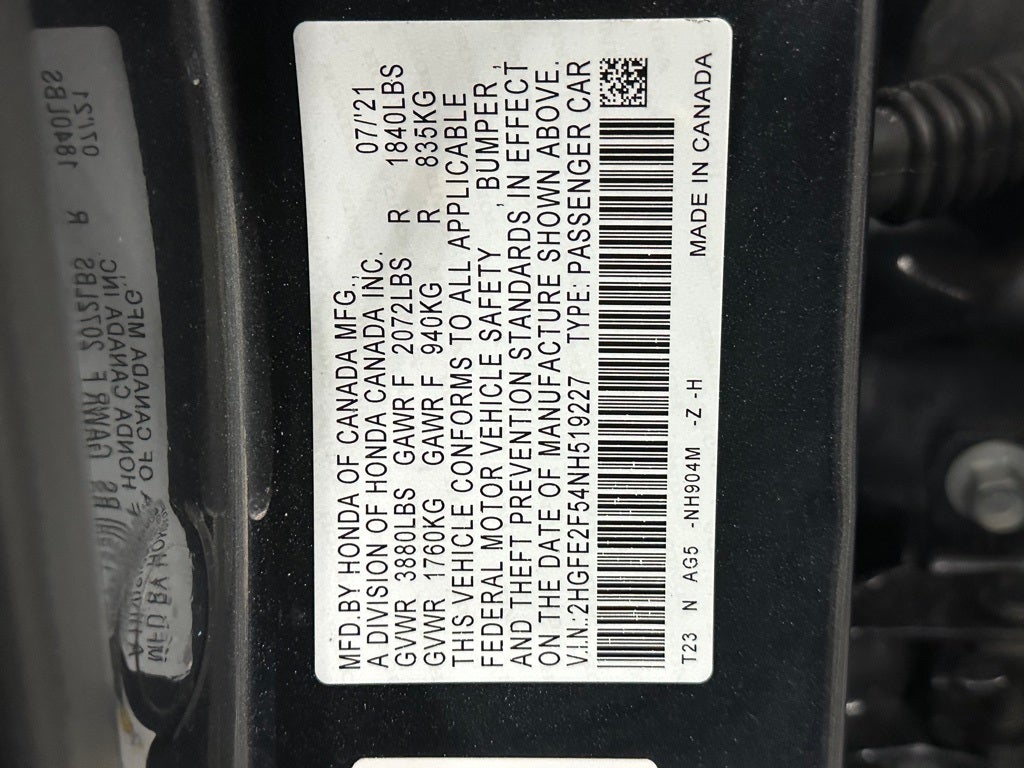 MFD.BY HONDA OF CANADA MFG., 07/'21
A DIVISION OF HONDA CANADA INC.
GVWR 3880LBS GAWR F 2072LBS R 1840LBS
GVWR 1760KG GAWR F 940KG R 835KG
THIS VEHICLE CONFORMS TO ALL APPLICABLE
FEDERAL MOTOR VEHICLE SAFETY , BUMPER
AND THEFT PREVENTION STANDARDS IN EFFECT
ON THE DATE OF MANUFACTURE SHOWN ABOVE.
V.I.N.:2HGFE2F54NH519227 TYPE: PASSENGER CAR
T23 N AG5 -NH904M -Z -H MADE IN CANADA